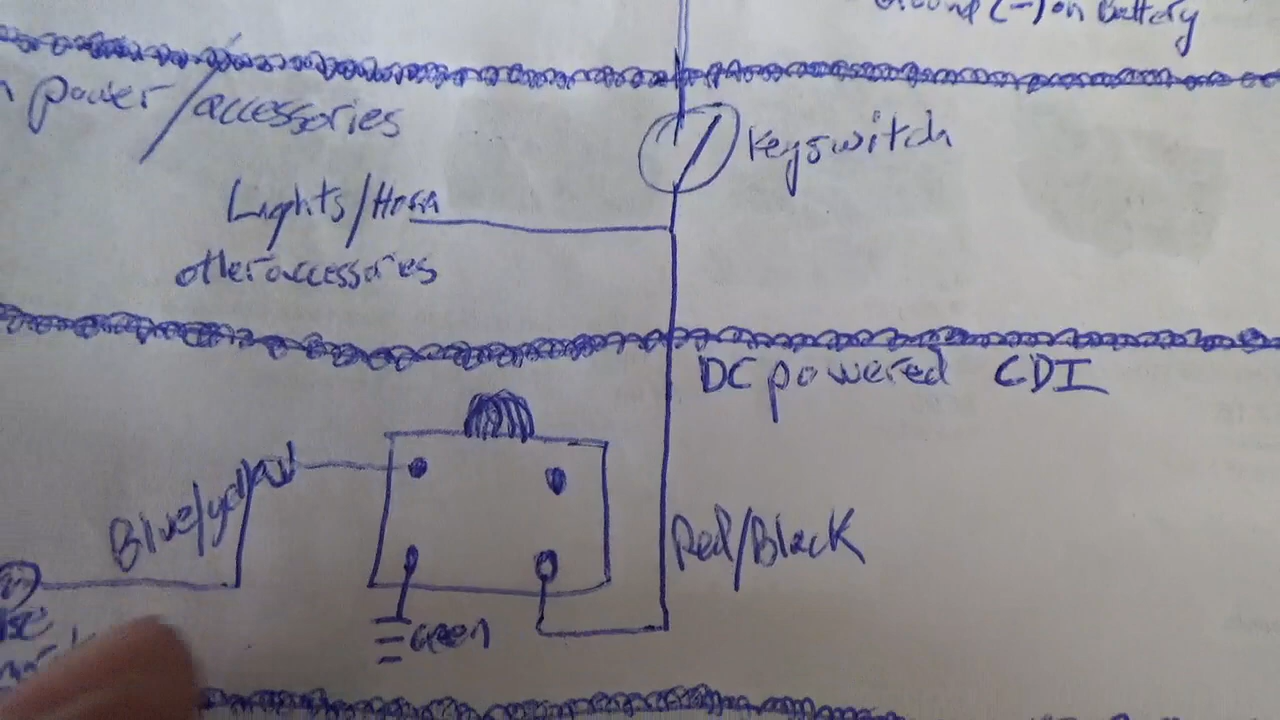 Ground (-) on Battery
power/accessories
Keyswitch
Lights/Horn
other accessories
DC powered CDI
Blue/yellow
Red/Black
Green